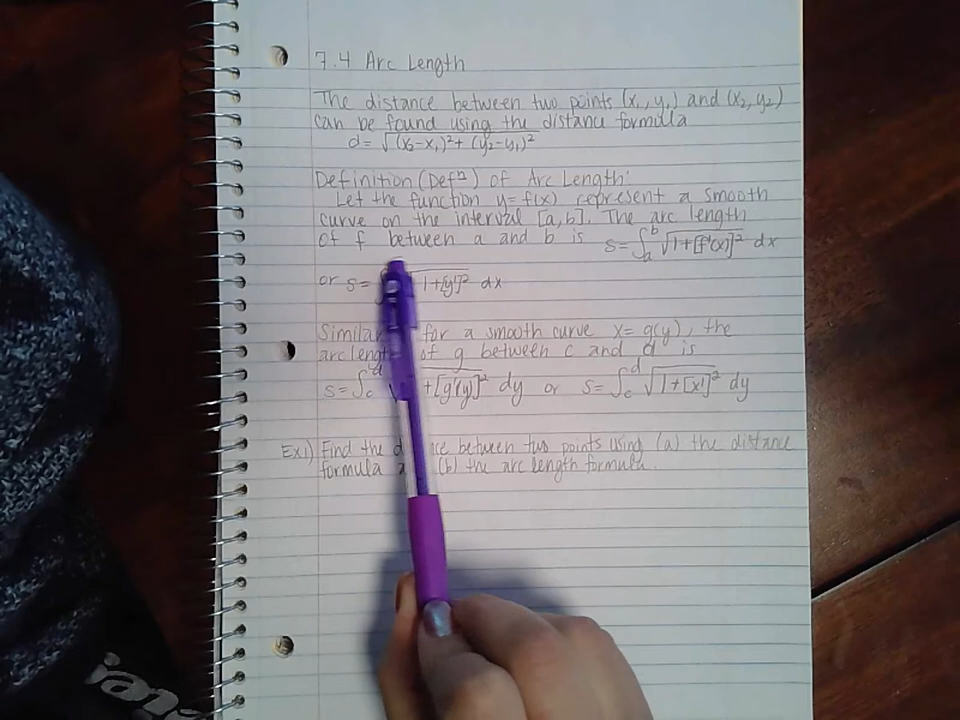 7.4 Arc Length
The distance between two points (x₁, y₁) and (x₂, y₂)
can be found using the distance formula
d = √(x₂-x₁)²+ (y₂-y₁)²
Definition (Defⁿ) of Arc Length:
Let the function y= f(x) represent a smooth
curve on the interval [a,b]. The arc length
of f between a and b is s=∫ₐᵇ √1+[f'(x)]² dx
or s= 1+[y']² dx
for a smooth curve x= g(y), the
arc length of g between c and d is
s=∫ +[g'(y)]² dy or s=∫ √1+[x']² dy
Ex1) Find the between two points using (a) the distance
formula (b) the arc length formula.